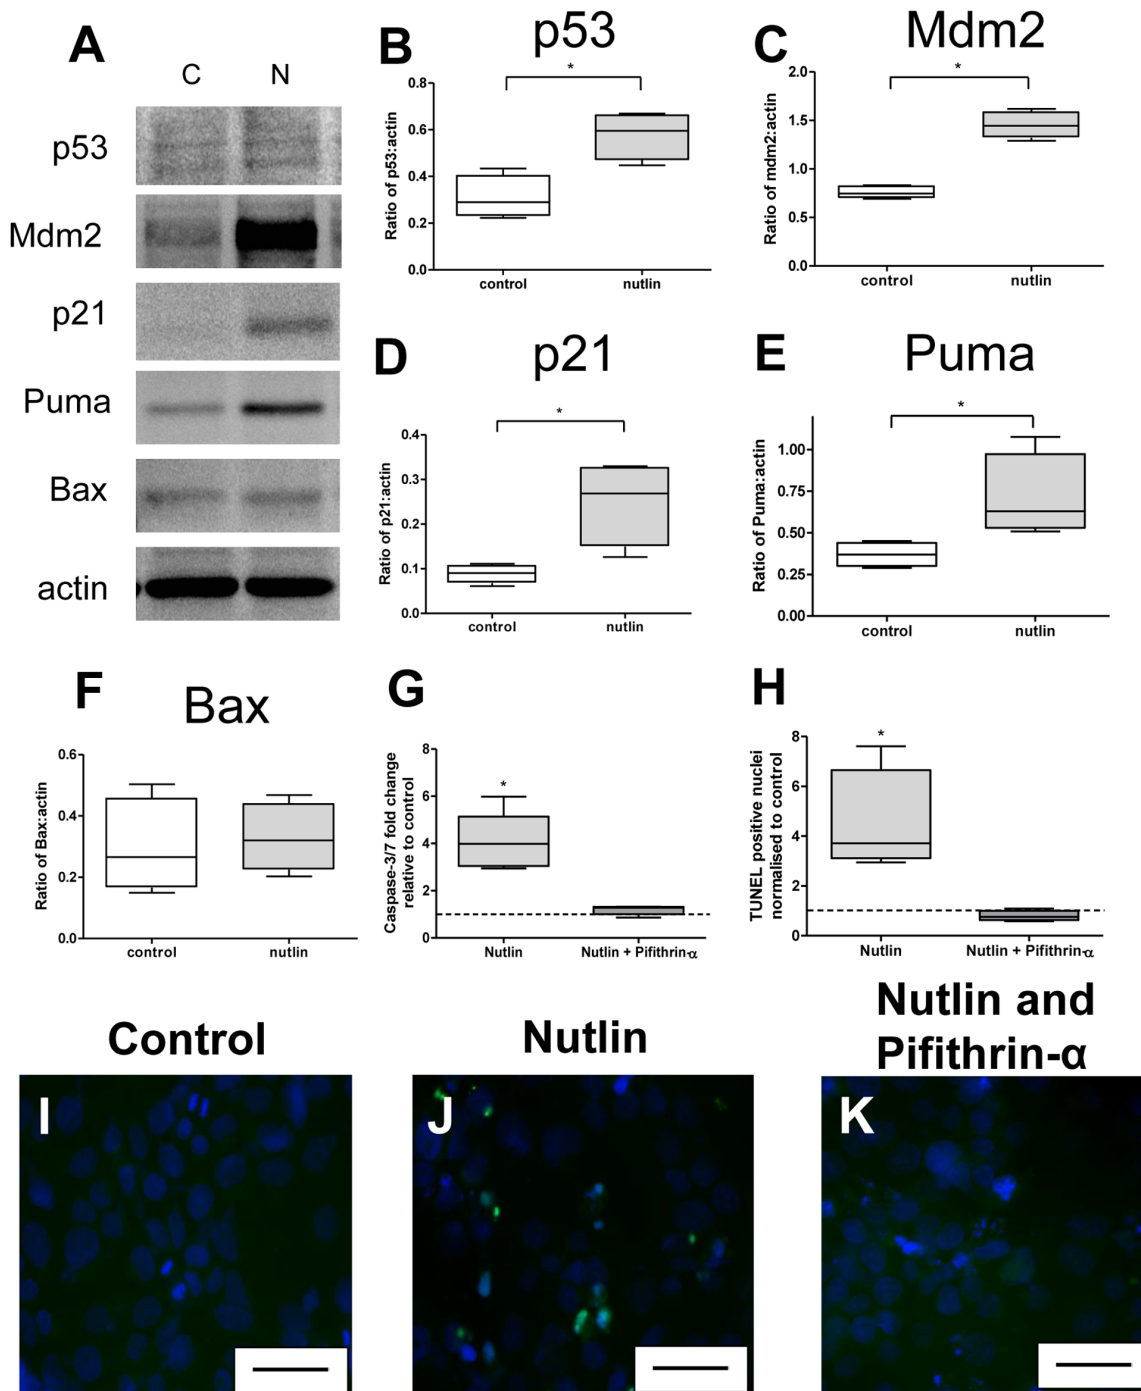 A
C N
p53
Mdm2
p21
Puma
Bax
actin
B
p53
*
Ratio of p53:actin
0.8
0.6
0.4
0.2
0.0
control nutlin
C
Mdm2
*
Ratio of mdm2:actin
2.0
1.5
1.0
0.5
0.0
control nutlin
D
p21
*
Ratio of p21:actin
0.4
0.3
0.2
0.1
0.0
control nutlin
E
Puma
*
Ratio of Puma:actin
1.00
0.75
0.50
0.25
0.00
control nutlin
F
Bax
Ratio of Bax:actin
0.6
0.4
0.2
0.0
control nutlin
G
*
Caspase-3/7 fold change
relative to control
8
6
4
2
0
Nutlin Nutlin + Pifithrin-α
H
*
TUNEL positive nuclei
normalised to control
8
6
4
2
0
Nutlin Nutlin + Pifithrin-α
Control
I
Nutlin
J
Nutlin and
Pifithrin-α
K